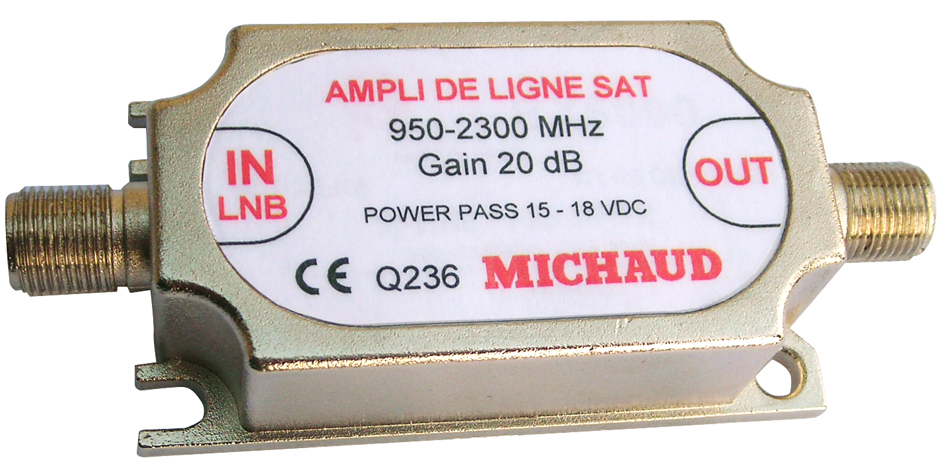 AMPLI DE LIGNE SAT
950-2300 MHz
Gain 20 dB
IN
LNB
OUT
POWER PASS 15 - 18 VDC
CE Q236 MICHAUD